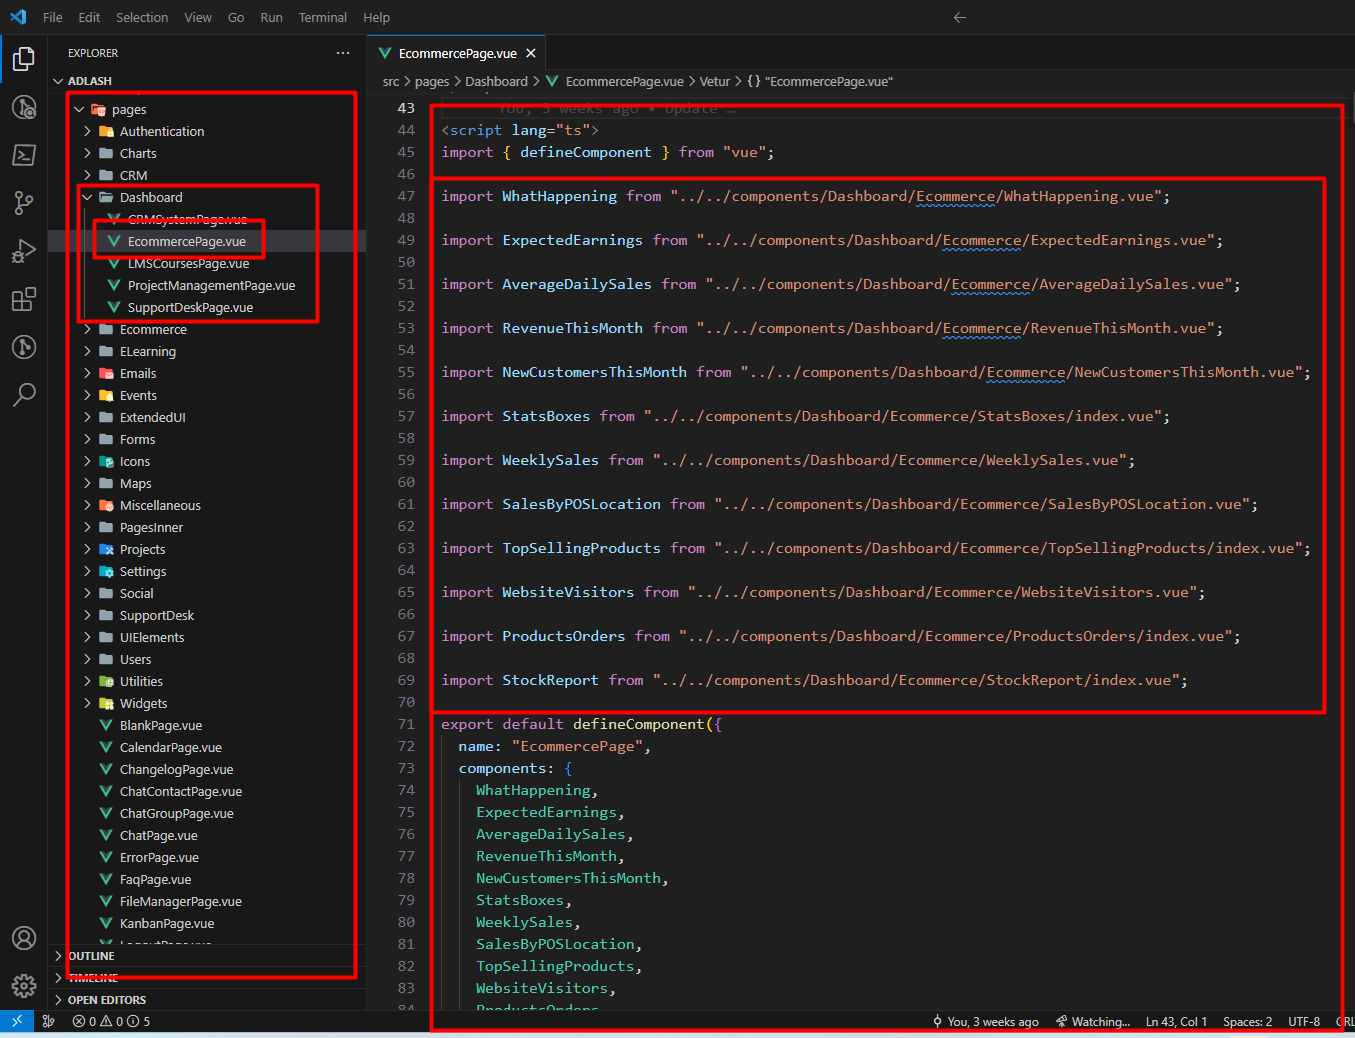 File Edit Selection View Go Run Terminal Help
EXPLORER
ADLASH
pages
Authentication
Charts
CRM
Dashboard
CRMSystemPage.vue
EcommercePage.vue
LMSCoursesPage.vue
ProjectManagementPage.vue
SupportDeskPage.vue
Ecommerce
ELearning
Emails
Events
ExtendedUI
Forms
Icons
Maps
Miscellaneous
PagesInner
Projects
Settings
Social
SupportDesk
UIElements
Users
Utilities
Widgets
BlankPage.vue
CalendarPage.vue
ChangelogPage.vue
ChatContactPage.vue
ChatGroupPage.vue
ChatPage.vue
ErrorPage.vue
FaqPage.vue
FileManagerPage.vue
KanbanPage.vue
LogoutPage.vue
OUTLINE
TIMELINE
OPEN EDITORS
EcommercePage.vue
src > pages > Dashboard > EcommercePage.vue > Vetur > {} "EcommercePage.vue"
43 You, 3 weeks ago • Update …
44 <script lang="ts">
45 import { defineComponent } from "vue";
46
47 import WhatHappening from "../../components/Dashboard/Ecommerce/WhatHappening.vue";
48
49 import ExpectedEarnings from "../../components/Dashboard/Ecommerce/ExpectedEarnings.vue";
50
51 import AverageDailySales from "../../components/Dashboard/Ecommerce/AverageDailySales.vue";
52
53 import RevenueThisMonth from "../../components/Dashboard/Ecommerce/RevenueThisMonth.vue";
54
55 import NewCustomersThisMonth from "../../components/Dashboard/Ecommerce/NewCustomersThisMonth.vue";
56
57 import StatsBoxes from "../../components/Dashboard/Ecommerce/StatsBoxes/index.vue";
58
59 import WeeklySales from "../../components/Dashboard/Ecommerce/WeeklySales.vue";
60
61 import SalesByPOSLocation from "../../components/Dashboard/Ecommerce/SalesByPOSLocation.vue";
62
63 import TopSellingProducts from "../../components/Dashboard/Ecommerce/TopSellingProducts/index.vue";
64
65 import WebsiteVisitors from "../../components/Dashboard/Ecommerce/WebsiteVisitors.vue";
66
67 import ProductsOrders from "../../components/Dashboard/Ecommerce/ProductsOrders/index.vue";
68
69 import StockReport from "../../components/Dashboard/Ecommerce/StockReport/index.vue";
70
71 export default defineComponent({
72 name: "EcommercePage",
73 components: {
74 WhatHappening,
75 ExpectedEarnings,
76 AverageDailySales,
77 RevenueThisMonth,
78 NewCustomersThisMonth,
79 StatsBoxes,
80 WeeklySales,
81 SalesByPOSLocation,
82 TopSellingProducts,
83 WebsiteVisitors,
84 ProductsOrders
0 0 5 You, 3 weeks ago Watching... Ln 43, Col 1 Spaces: 2 UTF-8 CRL